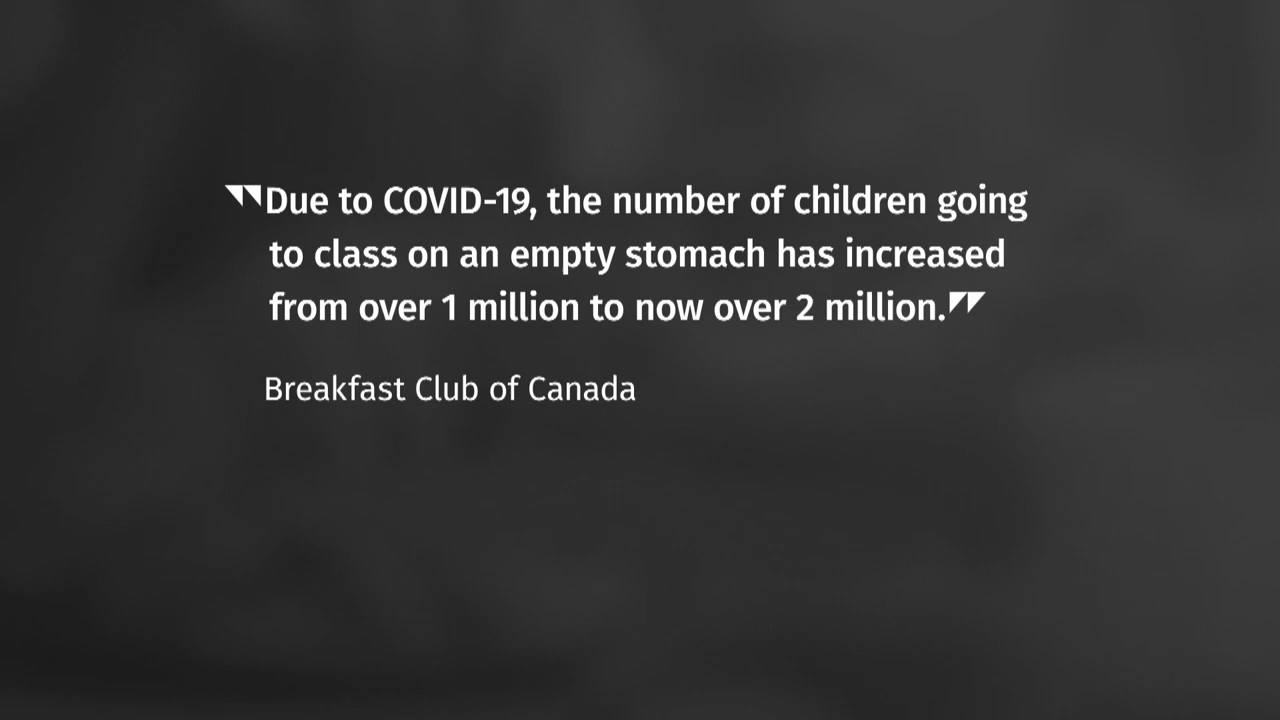 "Due to COVID-19, the number of children going
to class on an empty stomach has increased
from over 1 million to now over 2 million."
Breakfast Club of Canada